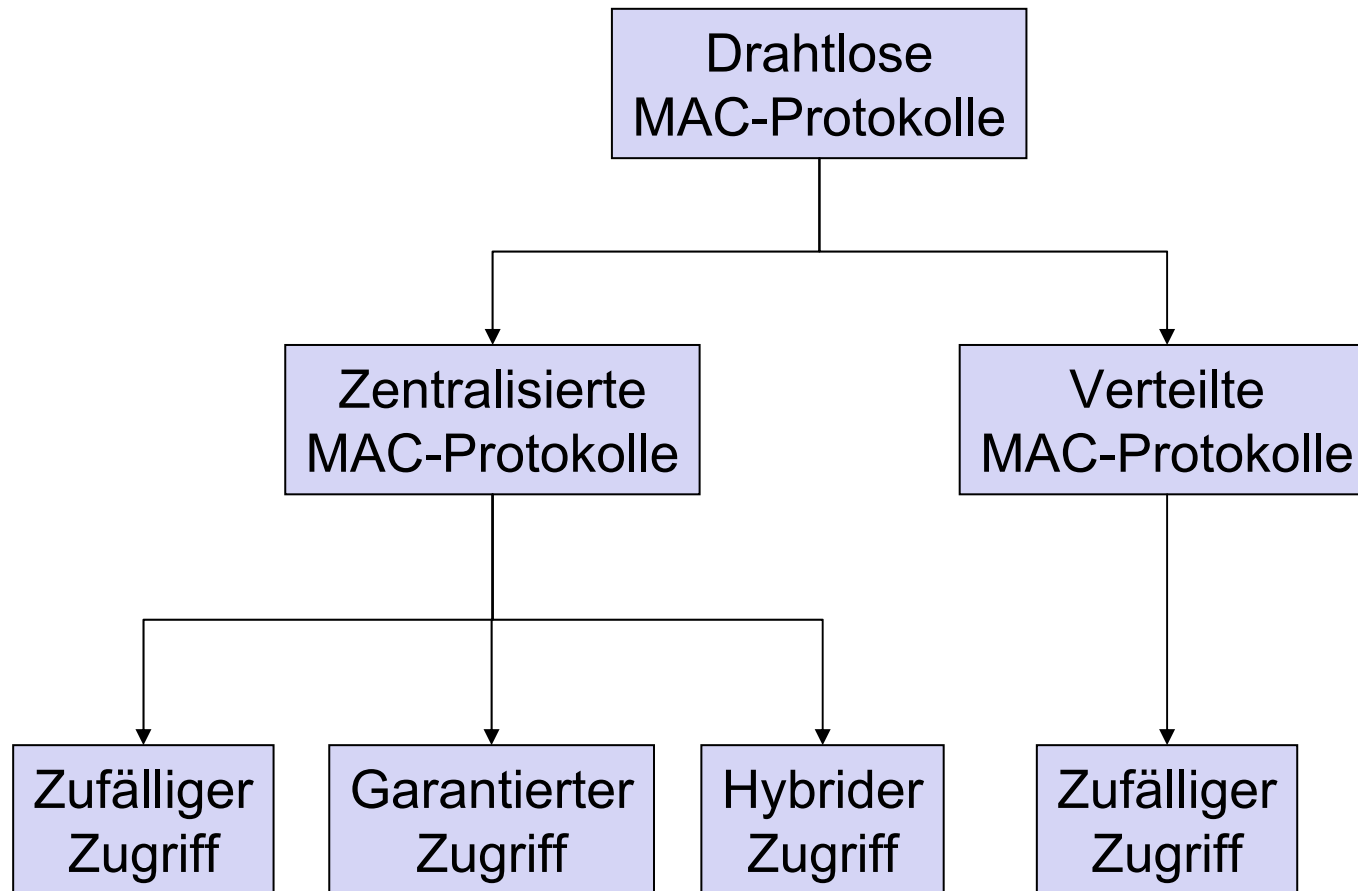 Drahtlose
MAC-Protokolle
Zentralisierte
MAC-Protokolle
Verteilte
MAC-Protokolle
Zufälliger
Zugriff
Garantierter
Zugriff
Hybrider
Zugriff
Zufälliger
Zugriff